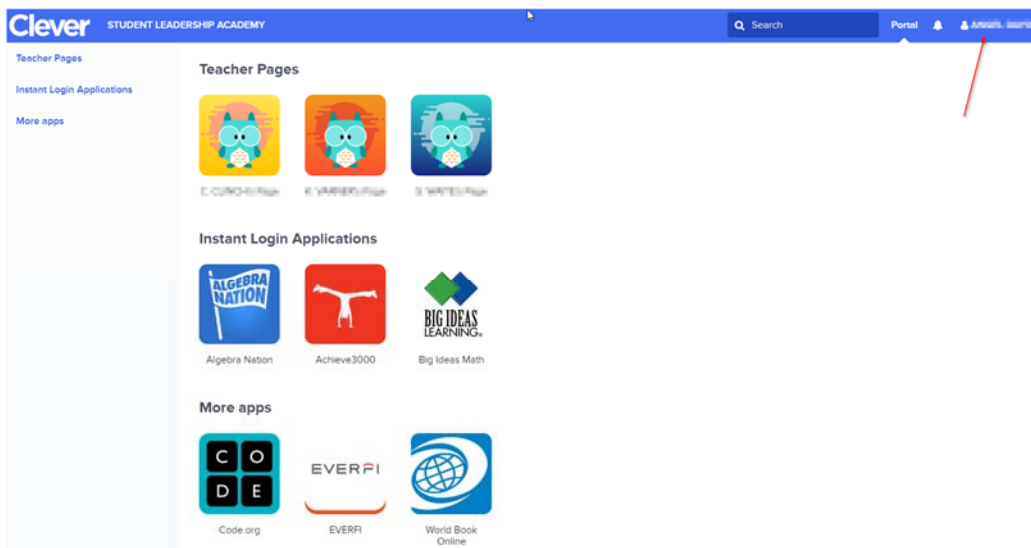 Clever STUDENT LEADERSHIP ACADEMY Search Portal
Teacher Pages
Instant Login Applications
More apps
Teacher Pages
Instant Login Applications
ALGEBRA
NATION
BIG IDEAS
LEARNING®
Algebra Nation Achieve3000 Big Ideas Math
More apps
C O
D E
EVERFI
Code.org EVERFI World Book
Online